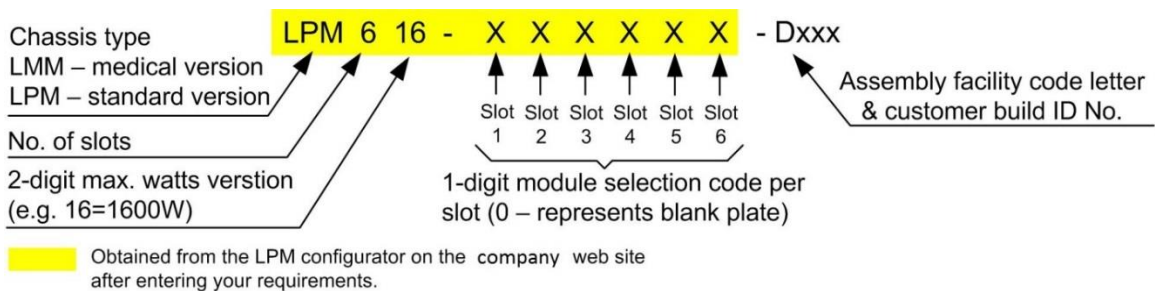 LPM 6 16 - X X X X X X - Dxxx
Chassis type
LMM – medical version
LPM – standard version
No. of slots
2-digit max. watts verstion
(e.g. 16=1600W)
Slot Slot Slot Slot Slot Slot
1 2 3 4 5 6
1-digit module selection code per
slot (0 – represents blank plate)
Assembly facility code letter
& customer build ID No.
Obtained from the LPM configurator on the company web site
after entering your requirements.